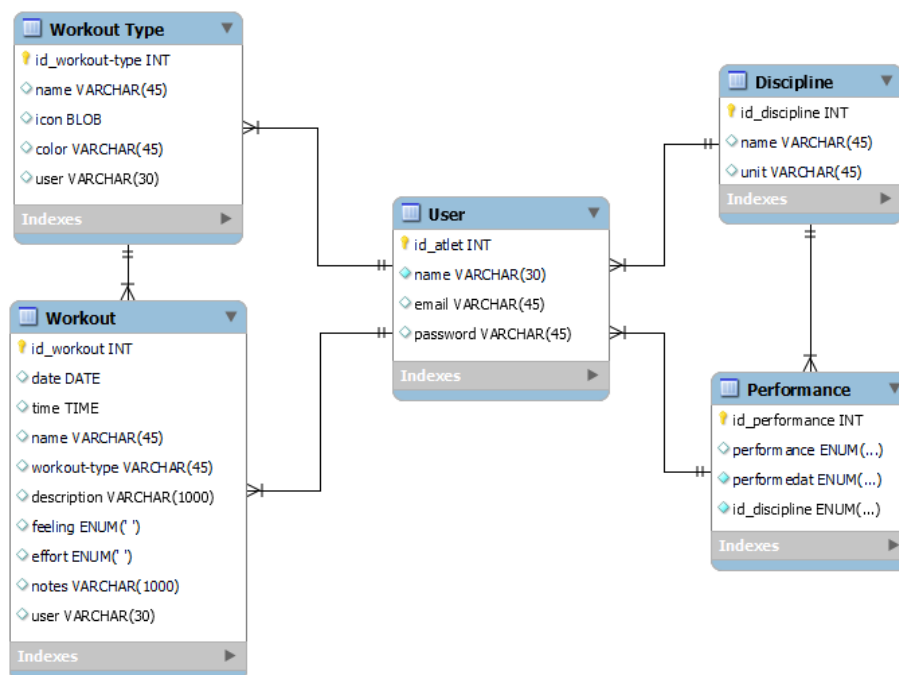 Workout Type
id_workout-type INT
name VARCHAR(45)
icon BLOB
color VARCHAR(45)
user VARCHAR(30)
Indexes
Workout
id_workout INT
date DATE
time TIME
name VARCHAR(45)
workout-type VARCHAR(45)
description VARCHAR(1000)
feeling ENUM(' ')
effort ENUM(' ')
notes VARCHAR(1000)
user VARCHAR(30)
Indexes
User
id_atlet INT
name VARCHAR(30)
email VARCHAR(45)
password VARCHAR(45)
Indexes
Discipline
id_discipline INT
name VARCHAR(45)
unit VARCHAR(45)
Indexes
Performance
id_performance INT
performance ENUM(...)
performedat ENUM(...)
id_discipline ENUM(...)
Indexes